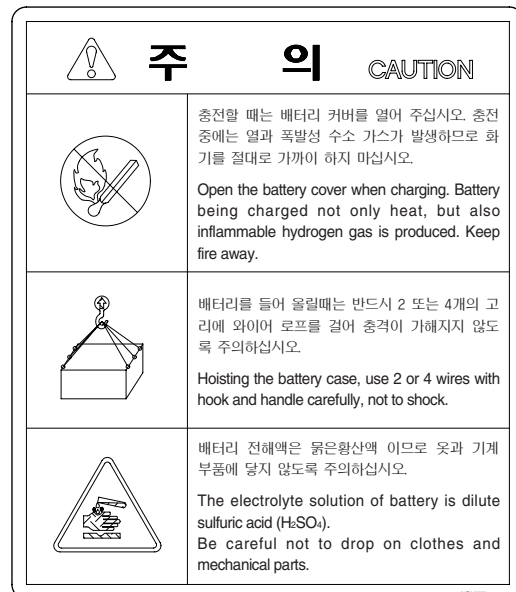 주 의 CAUTION
충전할 때는 배터리 커버를 열어 주십시오. 충전
중에는 열과 폭발성 수소 가스가 발생하므로 화
기를 절대로 가까이 하지 마십시오.
Open the battery cover when charging. Battery
being charged not only heat, but also
inflammable hydrogen gas is produced. Keep
fire away.
배터리를 들어 올릴때는 반드시 2 또는 4개의 고
리에 와이어 로프를 걸어 충격이 가해지지 않도
록 주의하십시오.
Hoisting the battery case, use 2 or 4 wires with
hook and handle carefully, not to shock.
배터리 전해액은 묽은황산액 이므로 옷과 기계
부품에 닿지 않도록 주의하십시오.
The electrolyte solution of battery is dilute
sulfuric acid (H₂SO₄).
Be careful not to drop on clothes and
mechanical parts.